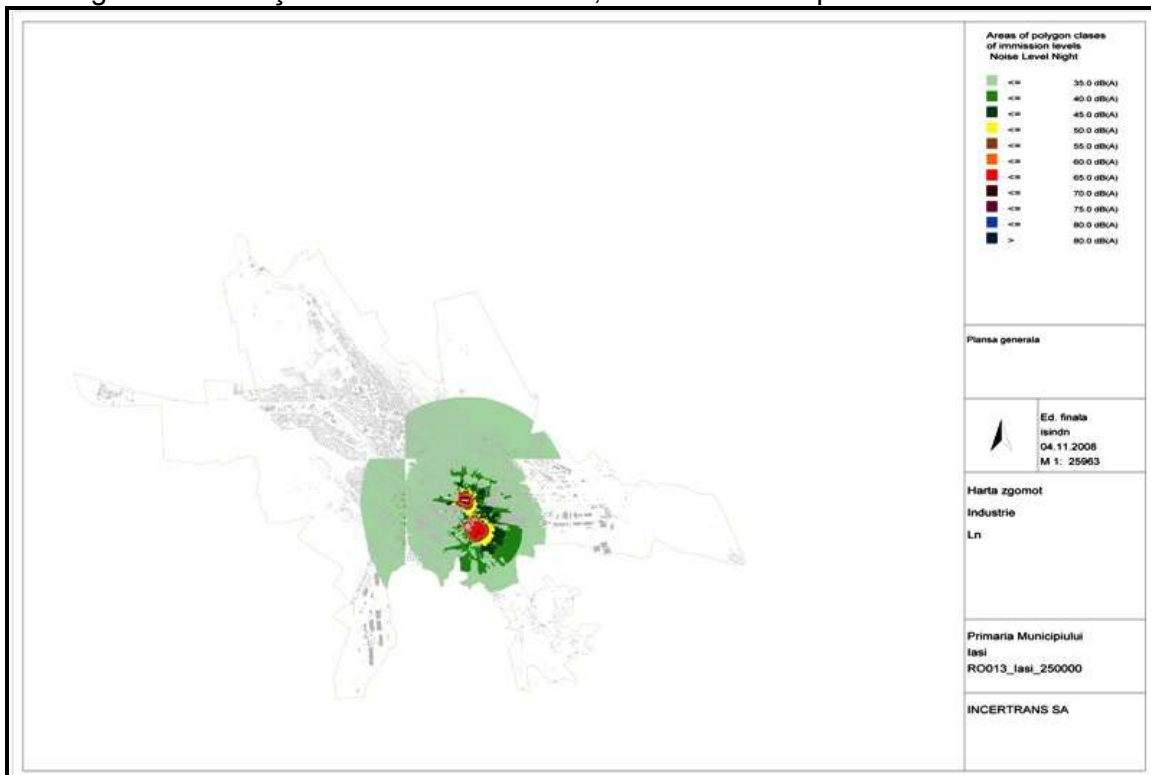 Areas of polygon clases
of immission levels
Noise Level Night
<= 35.0 dB(A)
<= 40.0 dB(A)
<= 45.0 dB(A)
<= 50.0 dB(A)
<= 55.0 dB(A)
<= 60.0 dB(A)
<= 65.0 dB(A)
<= 70.0 dB(A)
<= 75.0 dB(A)
<= 80.0 dB(A)
> 80.0 dB(A)
Plansa generala
Ed. finala
isindn
04.11.2008
M 1: 25963
Harta zgomot
Industrie
Ln
Primaria Municipiului
Iasi
RO013_Iasi_250000
INCERTRANS SA